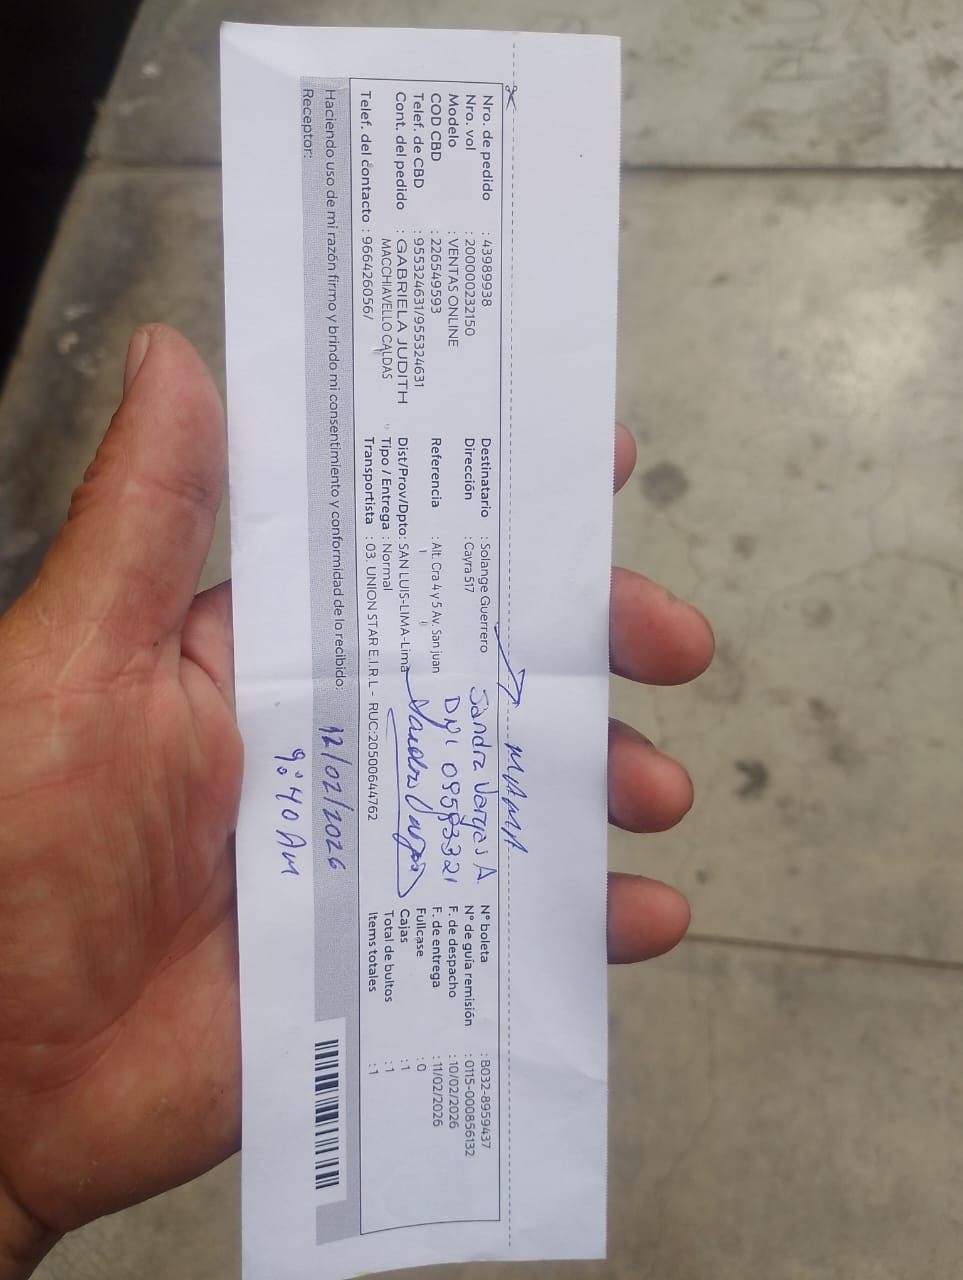 Nro. de pedido : 43989938
Nro. vol : 200000232150
Modelo : VENTAS ONLINE
COD CBD : 226549593
Telef. de CBD : 955324631/955324631
Cont. del pedido : GABRIELA JUDITH
MACCHIAVELLO CALDAS
Telef. del contacto : 966426056/
Destinatario : Solange Guerrero
Dirección : Cayra 517
Referencia : Alt. Cra 4 y 5 Av. San juan
Dist/Prov/Dpto: SAN LUIS-LIMA-Lima
Tipo / Entrega : Normal
Transportista : 03. UNION STAR E.I.R.L - RUC:20500644762
MAMA
Sandra Vargas A.
DNI 09583321
Sandra Vargas
N° boleta : B032-8959437
N° de guía remisión : 0115-000856132
F. de despacho : 10/02/2026
F. de entrega : 11/02/2026
Fullcase : 0
Cajas : 1
Total de bultos : 1
Items totales : 1
Haciendo uso de mi razón firmo y brindo mi consentimiento y conformidad de lo recibido:
Receptor:
12/02/2026
9:40 AM